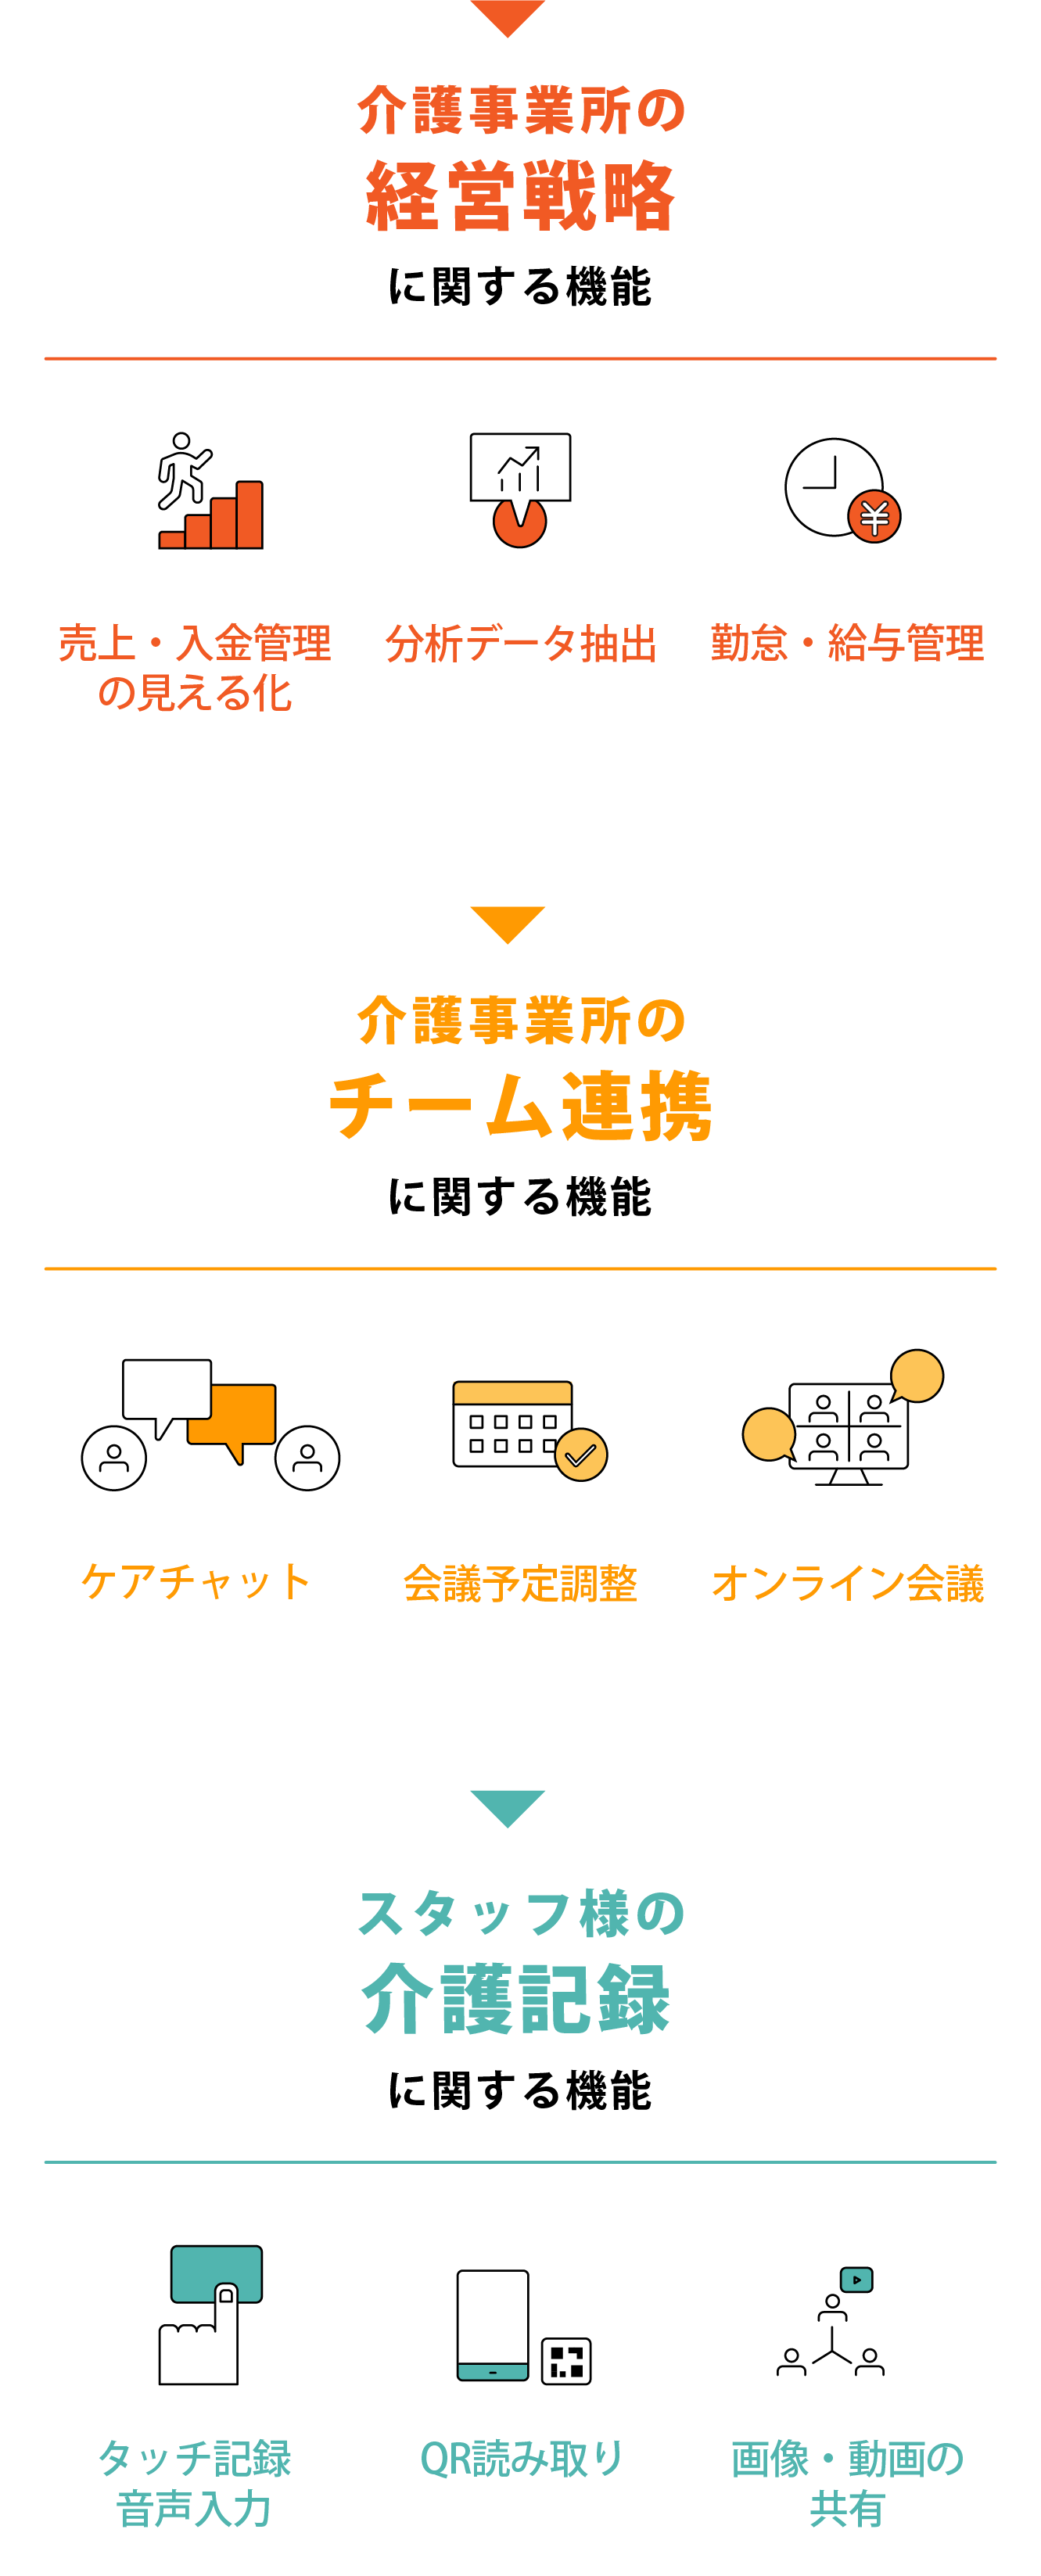 介護事業所の
経営戦略
に関する機能
売上・入金管理
の見える化
分析データ抽出
勤怠・給与管理
介護事業所の
チーム連携
に関する機能
ケアチャット
会議予定調整
オンライン会議
スタッフ様の
介護記録
に関する機能
タッチ記録
音声入力
QR読み取り
画像・動画の
共有